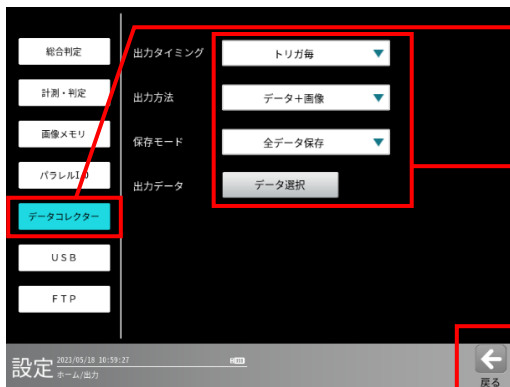 総合判定
計測・判定
画像メモリ
パラレルI/O
データコレクター
USB
FTP
出力タイミング トリガ毎
出力方法 データ+画像
保存モード 全データ保存
出力データ データ選択
設定 2023/05/18 10:59:27
ホーム/出力
戻る